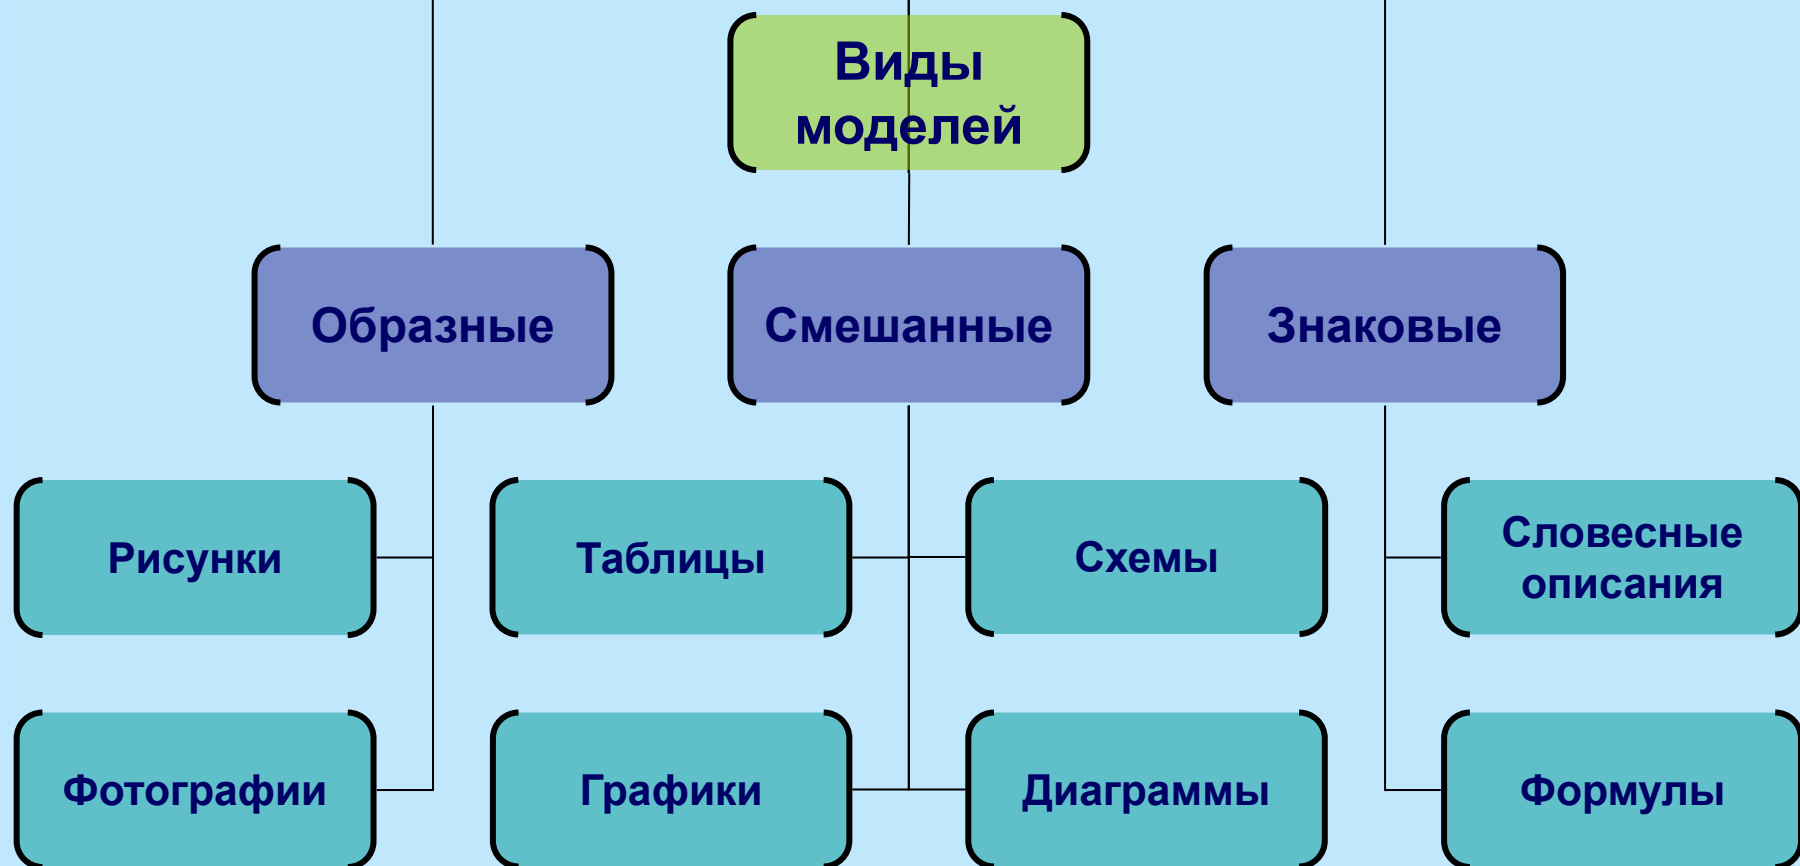 Виды
моделей
Образные
Смешанные
Знаковые
Рисунки
Таблицы
Схемы
Словесные
описания
Фотографии
Графики
Диаграммы
Формулы